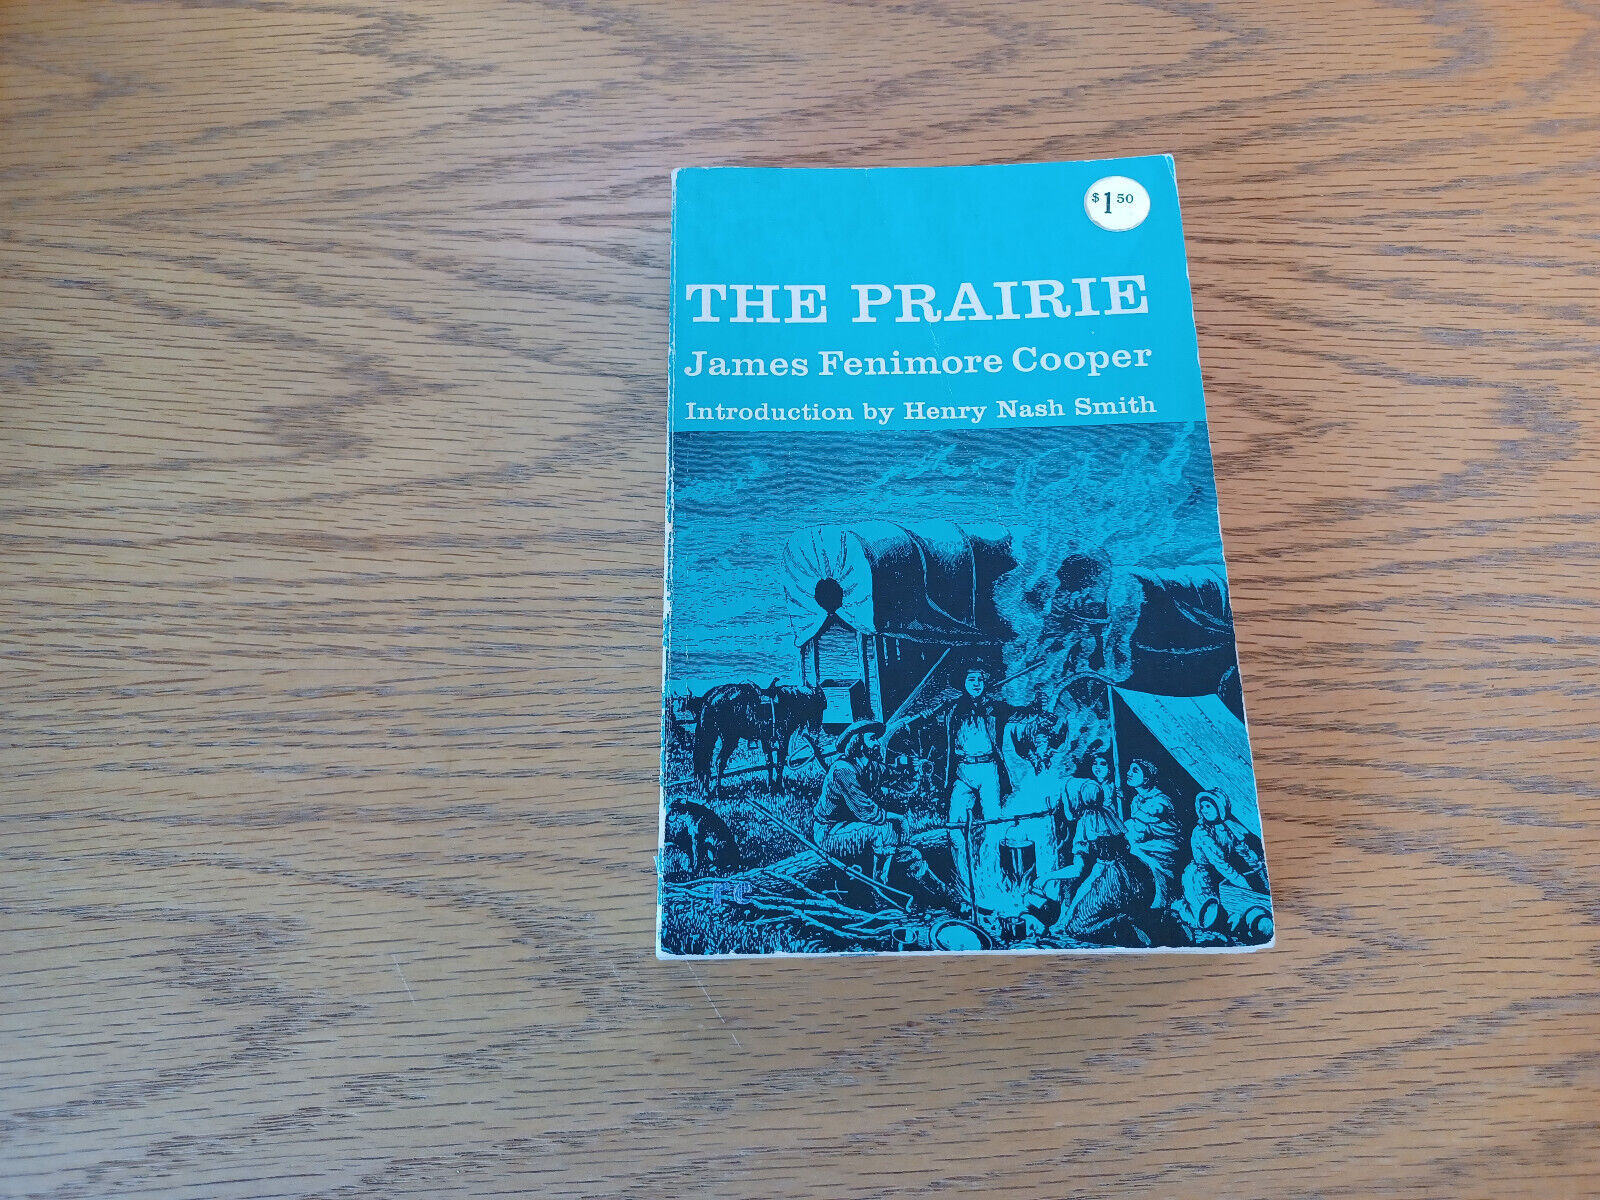 $1 50
THE PRAIRIE
James Fenimore Cooper
Introduction by Henry Nash Smith